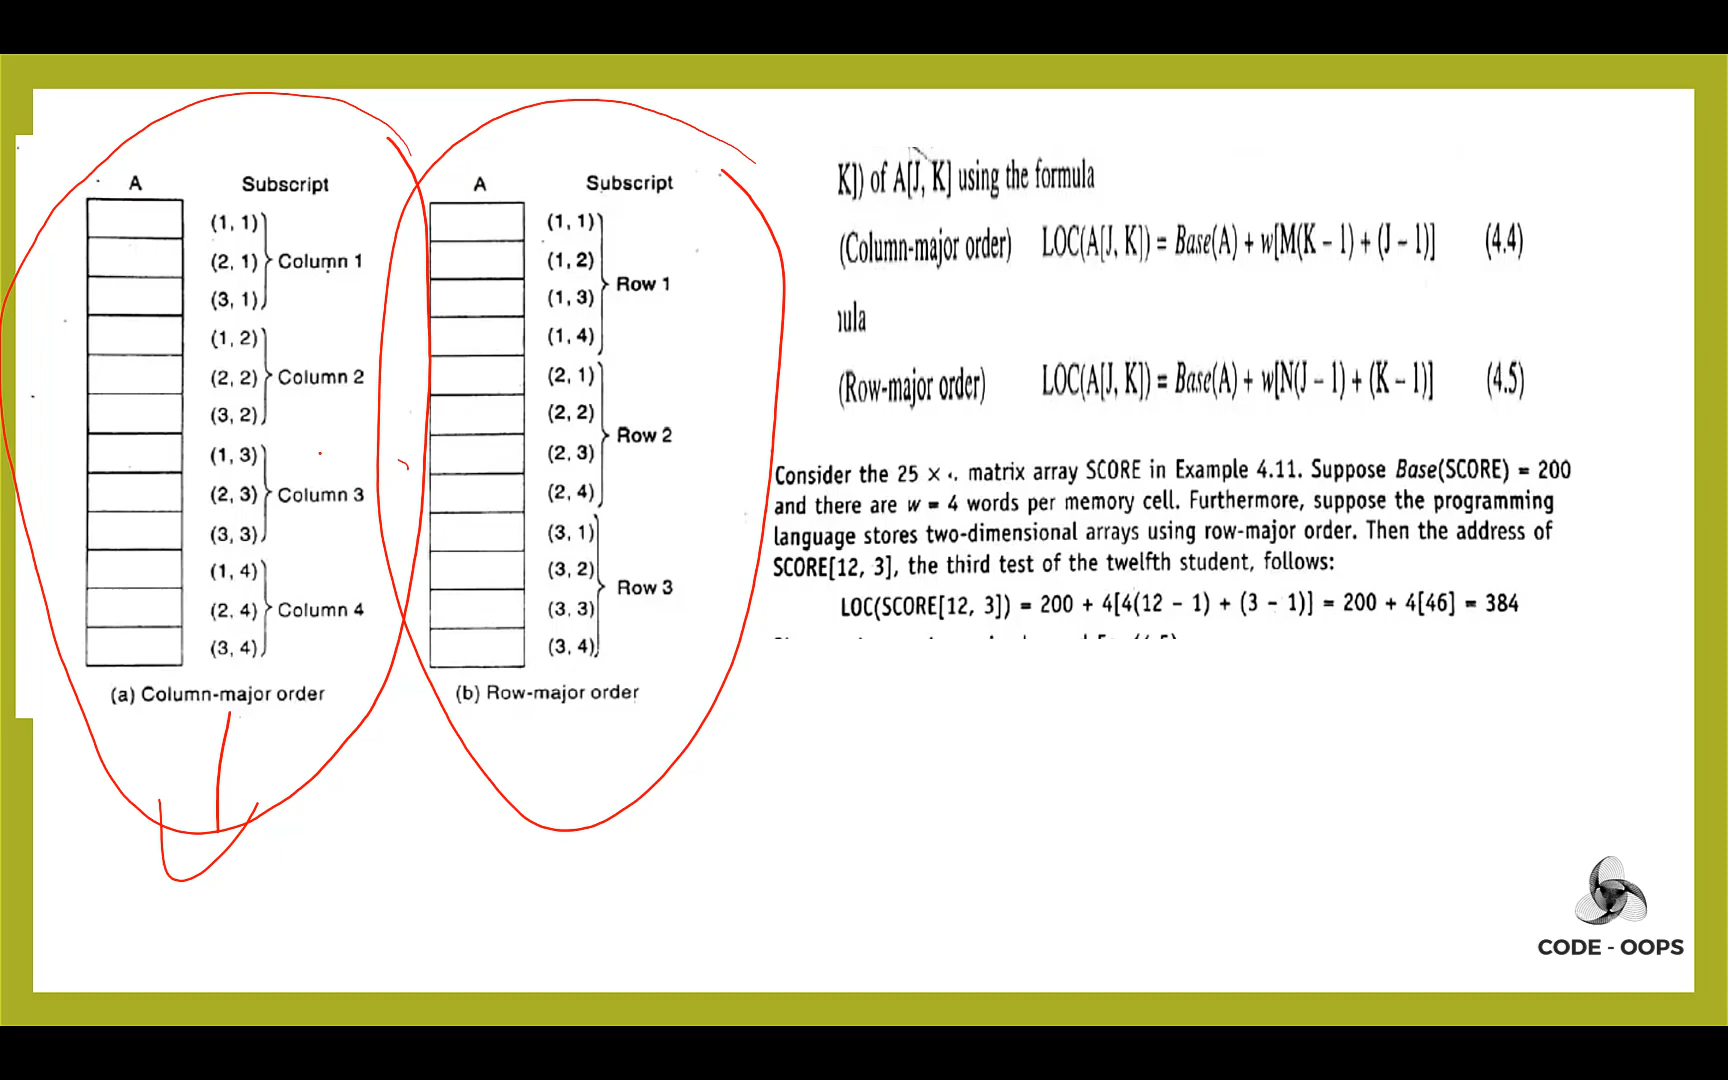 A Subscript
(1, 1)
(2, 1) Column 1
(3, 1)
(1, 2)
(2, 2) Column 2
(3, 2)
(1, 3)
(2, 3) Column 3
(3, 3)
(1, 4)
(2, 4) Column 4
(3, 4)
(a) Column-major order
A Subscript
(1, 1)
(1, 2)
(1, 3) Row 1
(1, 4)
(2, 1)
(2, 2)
Row 2
(2, 3)
(2, 4)
(3, 1)
(3, 2)
Row 3
(3, 3)
(3, 4)
(b) Row-major order
K]) of A[J, K] using the formula
(Column-major order) LOC(A[J, K]) = Base(A) + w[M(K - 1) + (J - 1)] (4.4)
ula
(Row-major order) LOC(A[J, K]) = Base(A) + w[N(J - 1) + (K - 1)] (4.5)
Consider the 25 × matrix array SCORE in Example 4.11. Suppose Base(SCORE) = 200
and there are w = 4 words per memory cell. Furthermore, suppose the programming
language stores two-dimensional arrays using row-major order. Then the address of
SCORE[12, 3], the third test of the twelfth student, follows:
LOC(SCORE[12, 3]) = 200 + 4[4(12 - 1) + (3 - 1)] = 200 + 4[46] = 384
CODE - OOPS